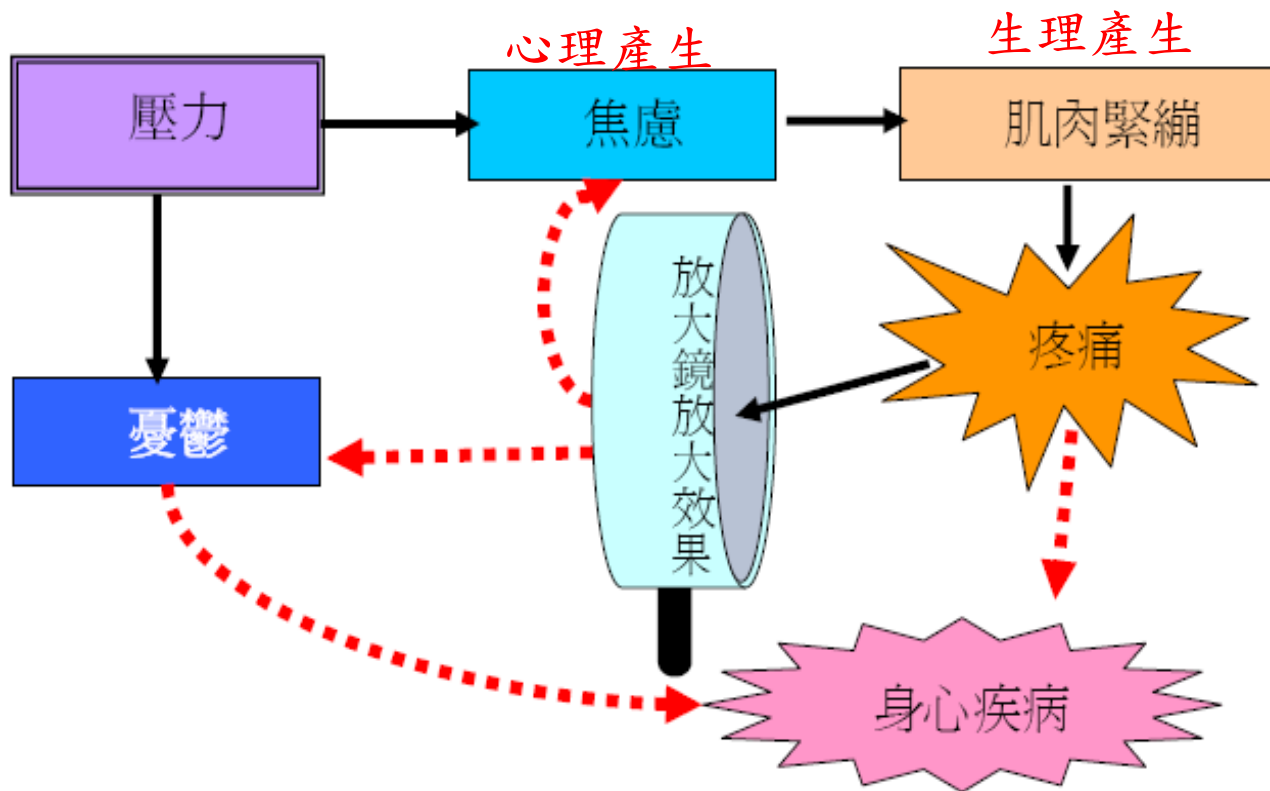 心理產生
生理產生
壓力
焦慮
肌肉緊繃
放大鏡放大效果
疼痛
憂鬱
身心疾病